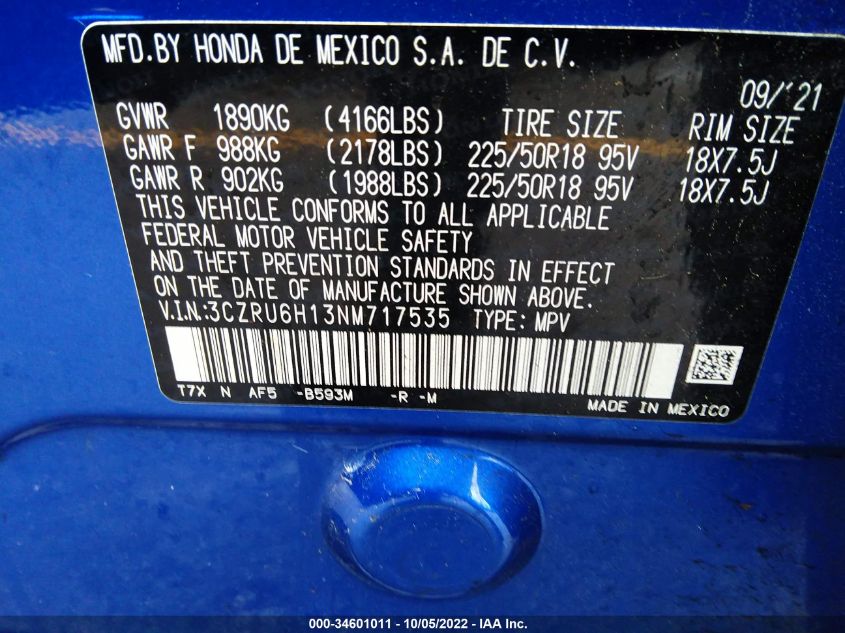 MFD.BY HONDA DE MEXICO S.A. DE C.V.
09/'21
GVWR 1890KG (4166LBS) TIRE SIZE RIM SIZE
GAWR F 988KG (2178LBS) 225/50R18 95V 18X7.5J
GAWR R 902KG (1988LBS) 225/50R18 95V 18X7.5J
THIS VEHICLE CONFORMS TO ALL APPLICABLE
FEDERAL MOTOR VEHICLE SAFETY
AND THEFT PREVENTION STANDARDS IN EFFECT
ON THE DATE OF MANUFACTURE SHOWN ABOVE.
V.I.N:3CZRU6H13NM717535 TYPE: MPV
T7X N AF5 -B593M -R -M
MADE IN MEXICO
000-34601011 - 10/05/2022 - IAA Inc.